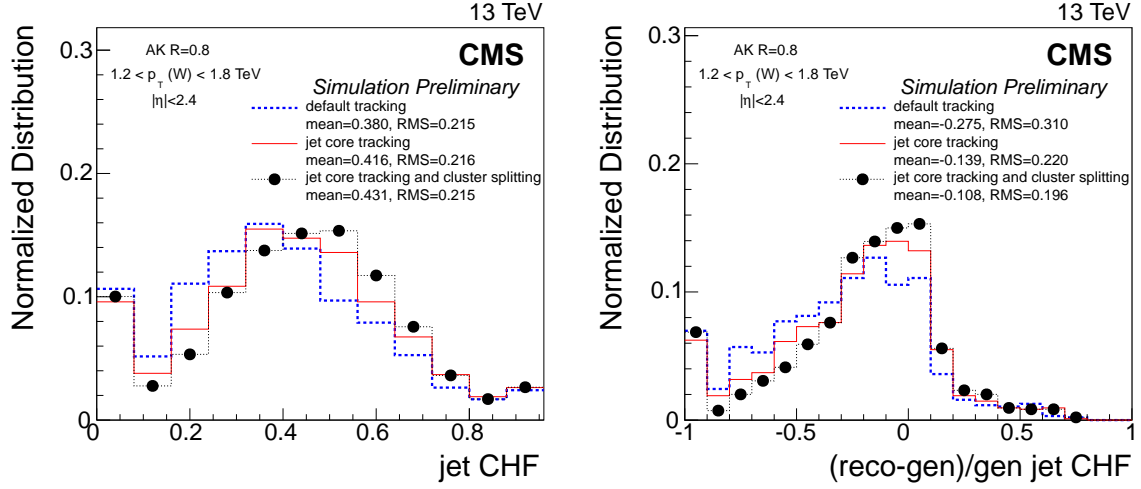 13 TeV
0.3
AK R=0.8
CMS
1.2 < p_T (W) < 1.8 TeV
|η|<2.4
Simulation Preliminary
default tracking
mean=0.380, RMS=0.215
jet core tracking
mean=0.416, RMS=0.216
jet core tracking and cluster splitting
mean=0.431, RMS=0.215
Normalized Distribution
0.2
0.1
0
0 0.2 0.4 0.6 0.8
jet CHF
13 TeV
0.3
AK R=0.8
CMS
1.2 < p_T (W) < 1.8 TeV
|η|<2.4
Simulation Preliminary
default tracking
mean=-0.275, RMS=0.310
jet core tracking
mean=-0.139, RMS=0.220
jet core tracking and cluster splitting
mean=-0.108, RMS=0.196
Normalized Distribution
0.2
0.1
0
-1 -0.5 0 0.5 1
(reco-gen)/gen jet CHF